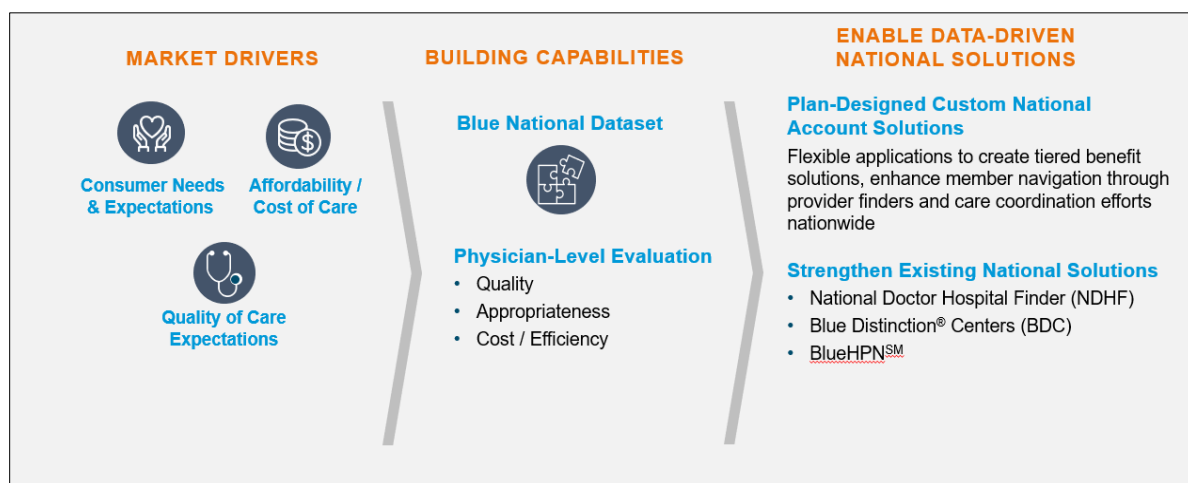 MARKET DRIVERS
Consumer Needs
& Expectations
Affordability /
Cost of Care
Quality of Care
Expectations
BUILDING CAPABILITIES
Blue National Dataset
Physician-Level Evaluation
• Quality
• Appropriateness
• Cost / Efficiency
ENABLE DATA-DRIVEN
NATIONAL SOLUTIONS
Plan-Designed Custom National
Account Solutions
Flexible applications to create tiered benefit
solutions, enhance member navigation through
provider finders and care coordination efforts
nationwide
Strengthen Existing National Solutions
• National Doctor Hospital Finder (NDHF)
• Blue Distinction® Centers (BDC)
• BlueHPN℠